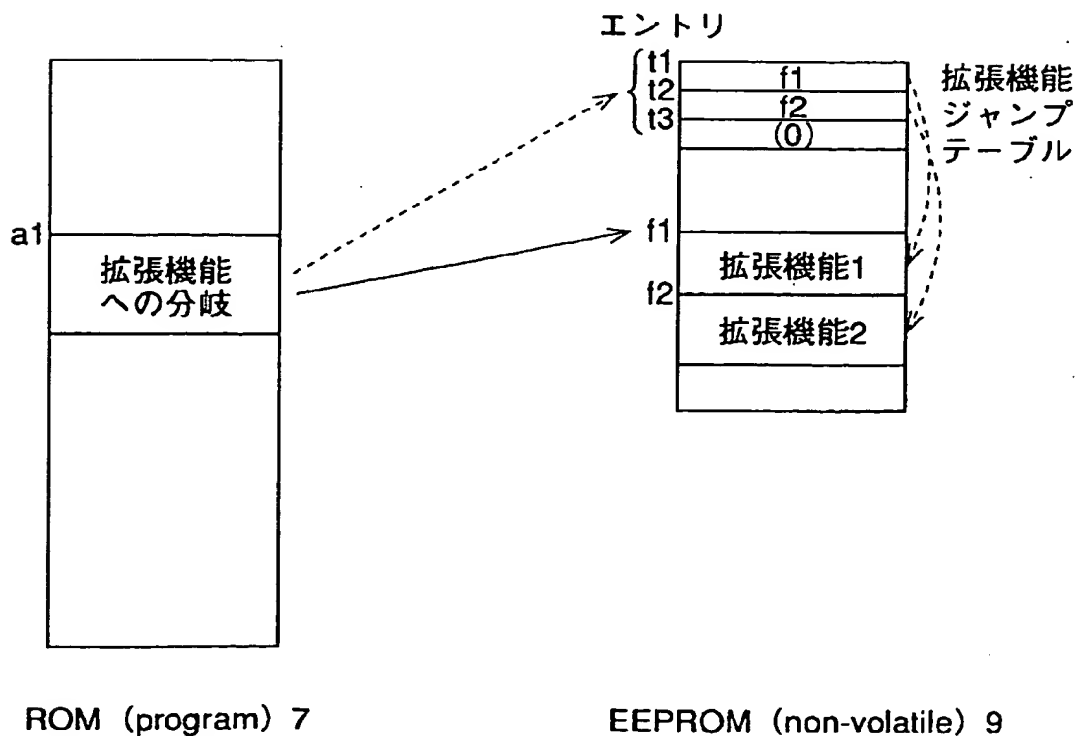 エントリ
t1
t2
t3
f1
f2
(0)
拡張機能
ジャンプ
テーブル
a1
拡張機能
への分岐
f1
拡張機能1
f2
拡張機能2
ROM (program) 7
EEPROM (non-volatile) 9